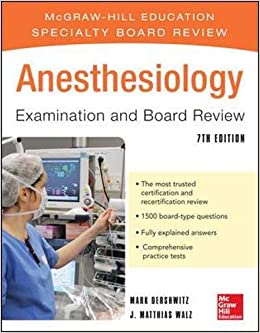 McGRAW-HILL EDUCATION
SPECIALTY BOARD REVIEW
Anesthesiology
Examination and Board Review
7TH EDITION
• The most trusted
certification and
recertification review
• 1500 board-type questions
• Fully explained answers
• Comprehensive
practice tests
MARK DERSHWITZ
J. MATTHIAS WALZ
Mc
Graw
Hill
Education